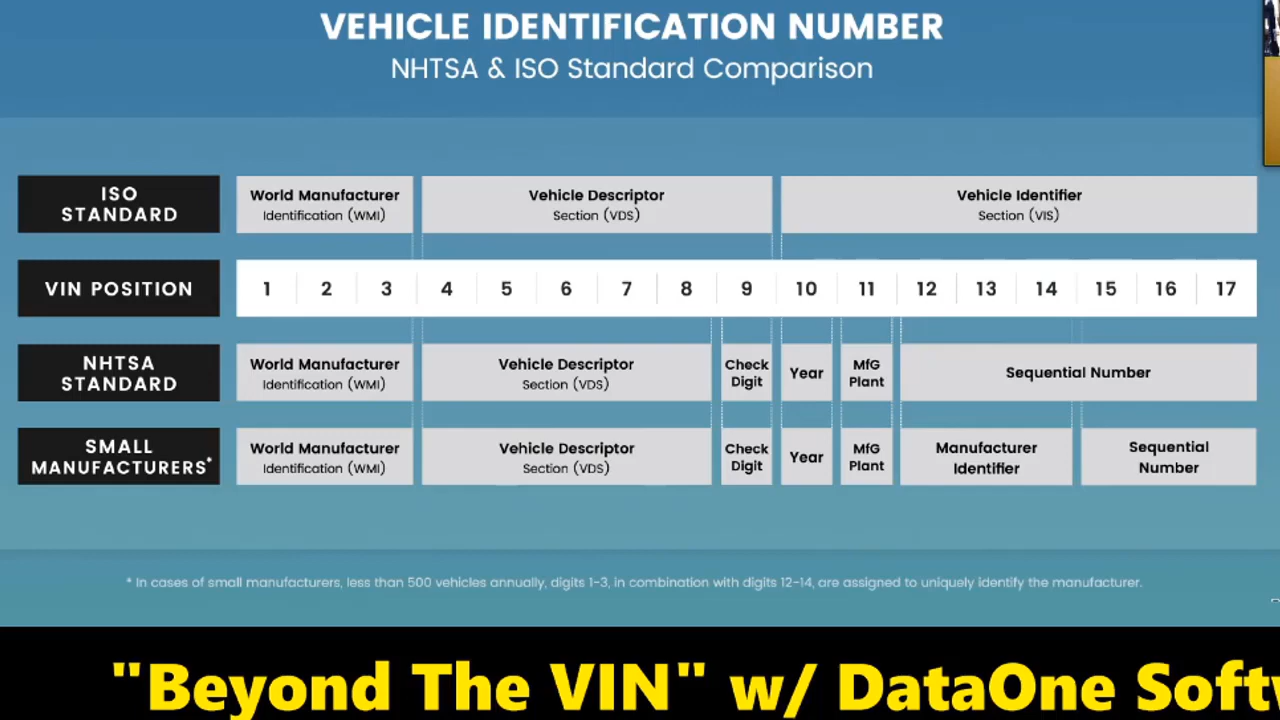 VEHICLE IDENTIFICATION NUMBER
NHTSA & ISO Standard Comparison
ISO
STANDARD
World Manufacturer
Identification (WMI)
Vehicle Descriptor
Section (VDS)
Vehicle Identifier
Section (VIS)
VIN POSITION
1 2 3 4 5 6 7 8 9 10 11 12 13 14 15 16 17
NHTSA
STANDARD
World Manufacturer
Identification (WMI)
Vehicle Descriptor
Section (VDS)
Check
Digit
Year
MfG
Plant
Sequential Number
SMALL
MANUFACTURERS*
World Manufacturer
Identification (WMI)
Vehicle Descriptor
Section (VDS)
Check
Digit
Year
MfG
Plant
Manufacturer
Identifier
Sequential
Number
* In cases of small manufacturers, less than 500 vehicles annually, digits 1-3, in combination with digits 12-14, are assigned to uniquely identify the manufacturer.
"Beyond The VIN" w/ DataOne